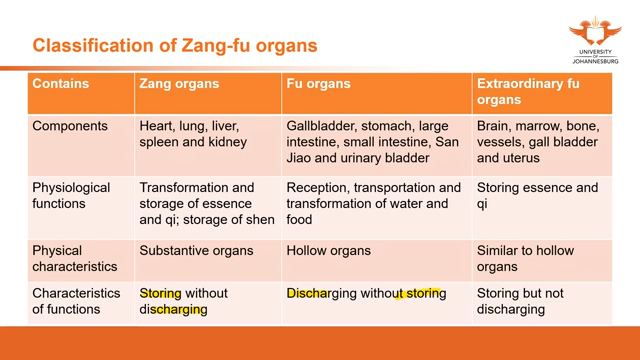 Classification of Zang-fu organs
UNIVERSITY
OF
JOHANNESBURG
Contains
Zang organs
Fu organs
Extraordinary fu
organs
Components
Heart, lung, liver,
spleen and kidney
Gallbladder, stomach, large
intestine, small intestine, San
Jiao and urinary bladder
Brain, marrow, bone,
vessels, gall bladder
and uterus
Physiological
functions
Transformation and
storage of essence
and qi; storage of shen
Reception, transportation and
transformation of water and
food
Storing essence and
qi
Physical
characteristics
Substantive organs
Hollow organs
Similar to hollow
organs
Characteristics
of functions
Storing without
discharging
Discharging without storing
Storing but not
discharging